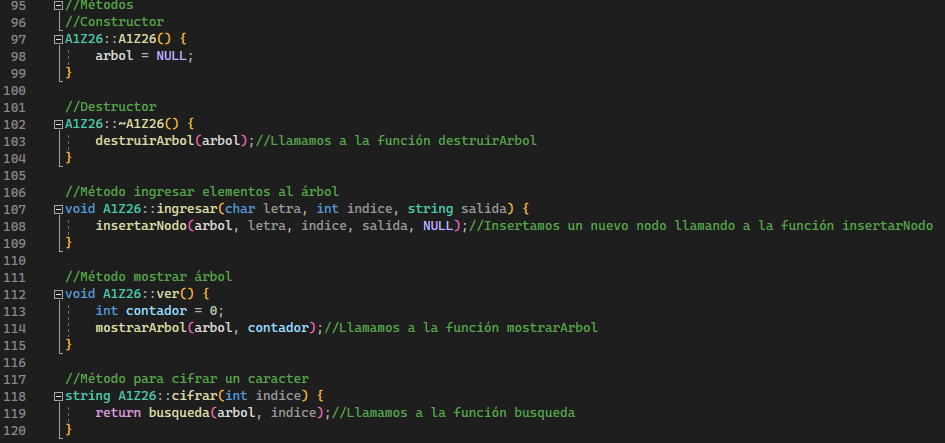 95 //Métodos
96 //Constructor
97 A1Z26::A1Z26() {
98     arbol = NULL;
99 }
100
101 //Destructor
102 A1Z26::~A1Z26() {
103     destruirArbol(arbol);//Llamamos a la función destruirArbol
104 }
105
106 //Método ingresar elementos al árbol
107 void A1Z26::ingresar(char letra, int indice, string salida) {
108     insertarNodo(arbol, letra, indice, salida, NULL);//Insertamos un nuevo nodo llamando a la función insertarNodo
109 }
110
111 //Método mostrar árbol
112 void A1Z26::ver() {
113     int contador = 0;
114     mostrarArbol(arbol, contador);//Llamamos a la función mostrarArbol
115 }
116
117 //Método para cifrar un caracter
118 string A1Z26::cifrar(int indice) {
119     return busqueda(arbol, indice);//Llamamos a la función busqueda
120 }